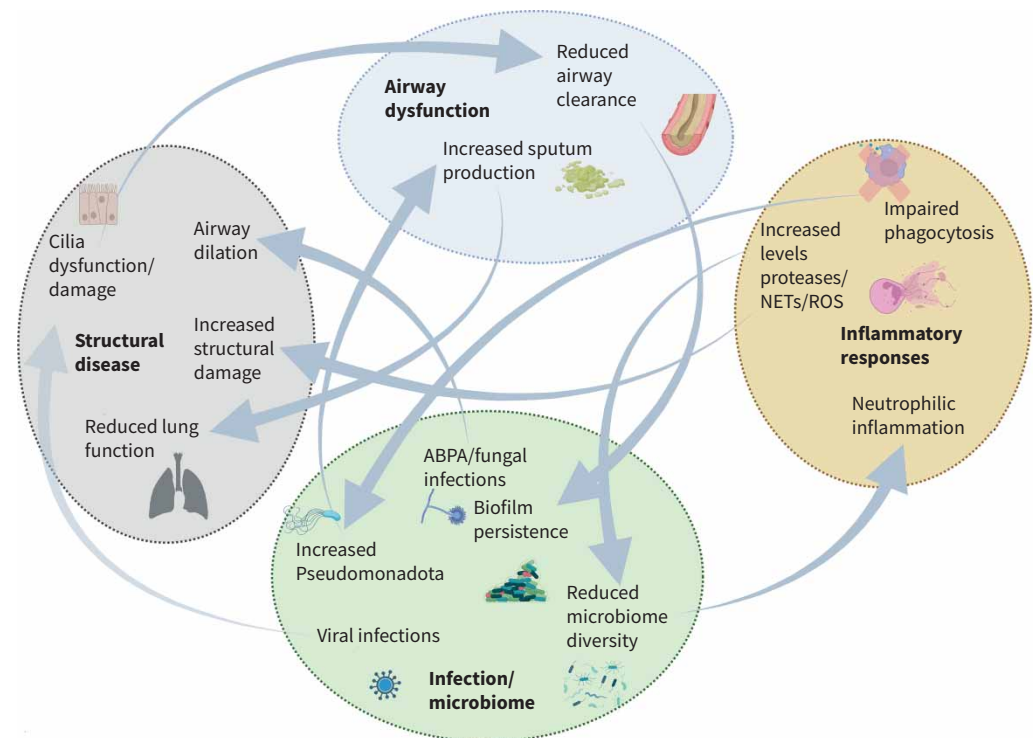 Reduced
airway
clearance
Airway
dysfunction
Increased sputum
production
Cilia
dysfunction/
damage
Airway
dilation
Structural
disease
Increased
structural
damage
Reduced lung
function
Impaired
phagocytosis
Increased
levels
proteases/
NETs/ROS
Inflammatory
responses
Neutrophilic
inflammation
ABPA/fungal
infections
Biofilm
persistence
Increased
Pseudomonadota
Reduced
microbiome
diversity
Viral infections
Infection/
microbiome